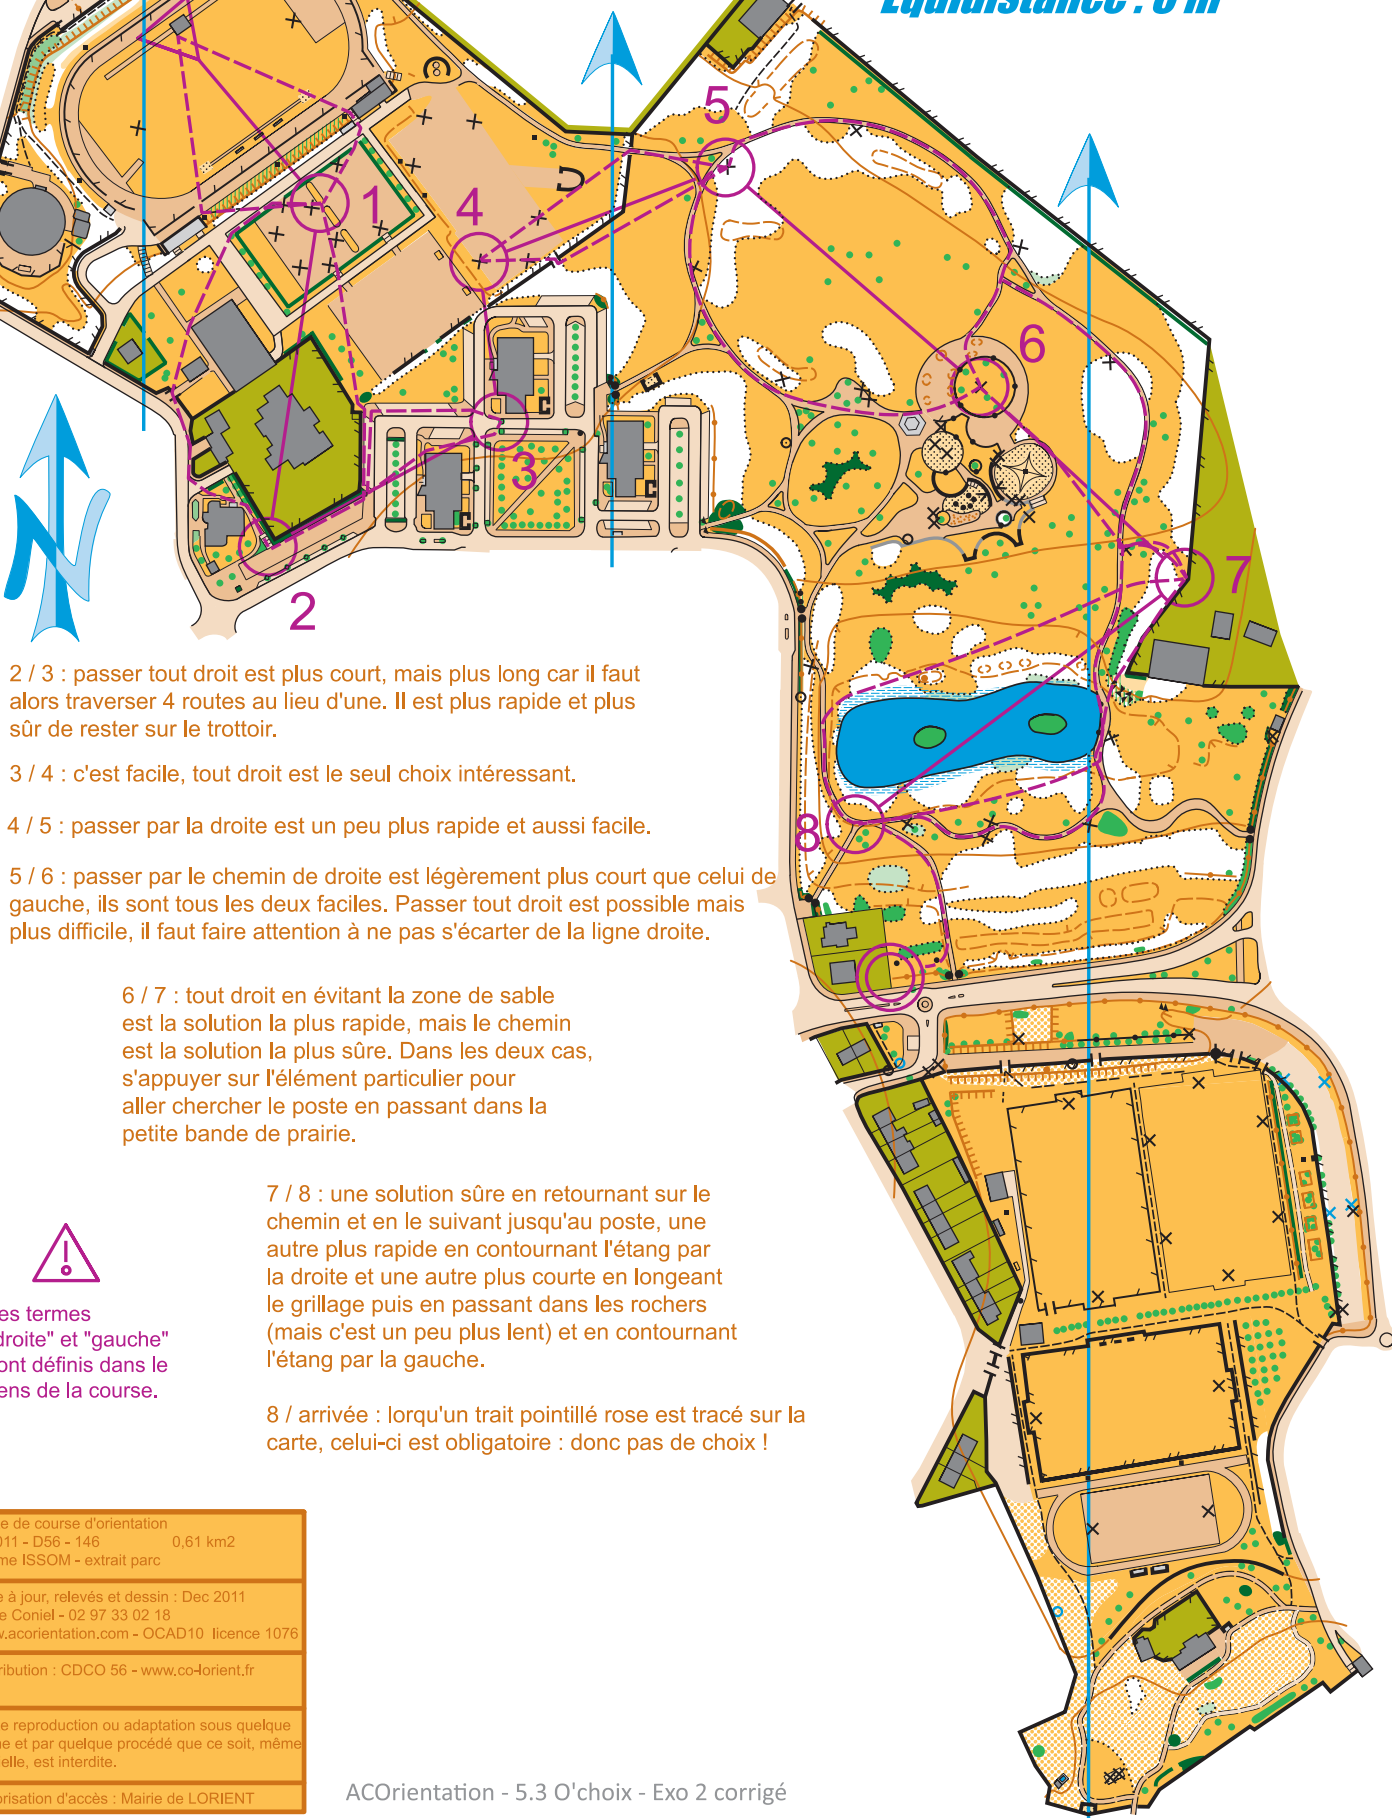 Equidistance : 5 m
5
1
4
6
3
7
2
8
N
2 / 3 : passer tout droit est plus court, mais plus long car il faut
alors traverser 4 routes au lieu d'une. Il est plus rapide et plus
sûr de rester sur le trottoir.
3 / 4 : c'est facile, tout droit est le seul choix intéressant.
4 / 5 : passer par la droite est un peu plus rapide et aussi facile.
5 / 6 : passer par le chemin de droite est légèrement plus court que celui de
gauche, ils sont tous les deux faciles. Passer tout droit est possible mais
plus difficile, il faut faire attention à ne pas s'écarter de la ligne droite.
6 / 7 : tout droit en évitant la zone de sable
est la solution la plus rapide, mais le chemin
est la solution la plus sûre. Dans les deux cas,
s'appuyer sur l'élément particulier pour
aller chercher le poste en passant dans la
petite bande de prairie.
7 / 8 : une solution sûre en retournant sur le
chemin et en le suivant jusqu'au poste, une
autre plus rapide en contournant l'étang par
la droite et une autre plus courte en longeant
le grillage puis en passant dans les rochers
(mais c'est un peu plus lent) et en contournant
l'étang par la gauche.
8 / arrivée : lorqu'un trait pointillé rose est tracé sur la
carte, celui-ci est obligatoire : donc pas de choix !
!
es termes
droite" et "gauche"
ont définis dans le
ens de la course.
e de course d'orientation
011 - D56 - 146 0,61 km2
me ISSOM - extrait parc
e à jour, relevés et dessin : Dec 2011
e Coniel - 02 97 33 02 18
w.acorientation.com - OCAD10 licence 1076
ribution : CDCO 56 - www.co-lorient.fr
e reproduction ou adaptation sous quelque
ne et par quelque procédé que ce soit, même
ielle, est interdite.
orisation d'accès : Mairie de LORIENT
ACOrientation - 5.3 O'choix - Exo 2 corrigé